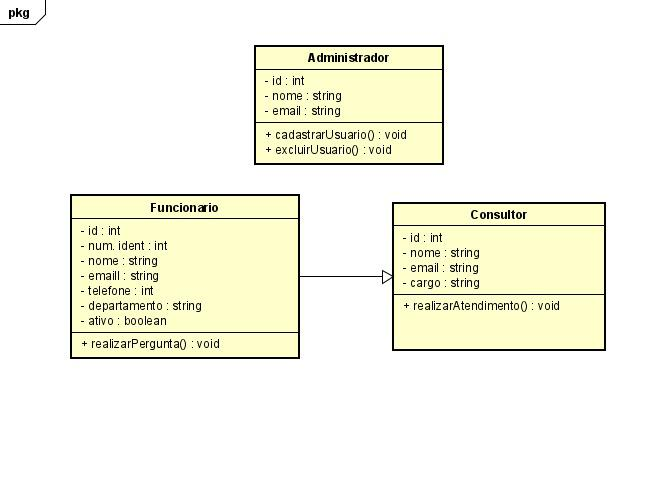 pkg
Administrador
- id : int
- nome : string
- email : string
+ cadastrarUsuario() : void
+ excluirUsuario() : void
Funcionario
- id : int
- num. ident : int
- nome : string
- emaill : string
- telefone : int
- departamento : string
- ativo : boolean
+ realizarPergunta() : void
Consultor
- id : int
- nome : string
- email : string
- cargo : string
+ realizarAtendimento() : void